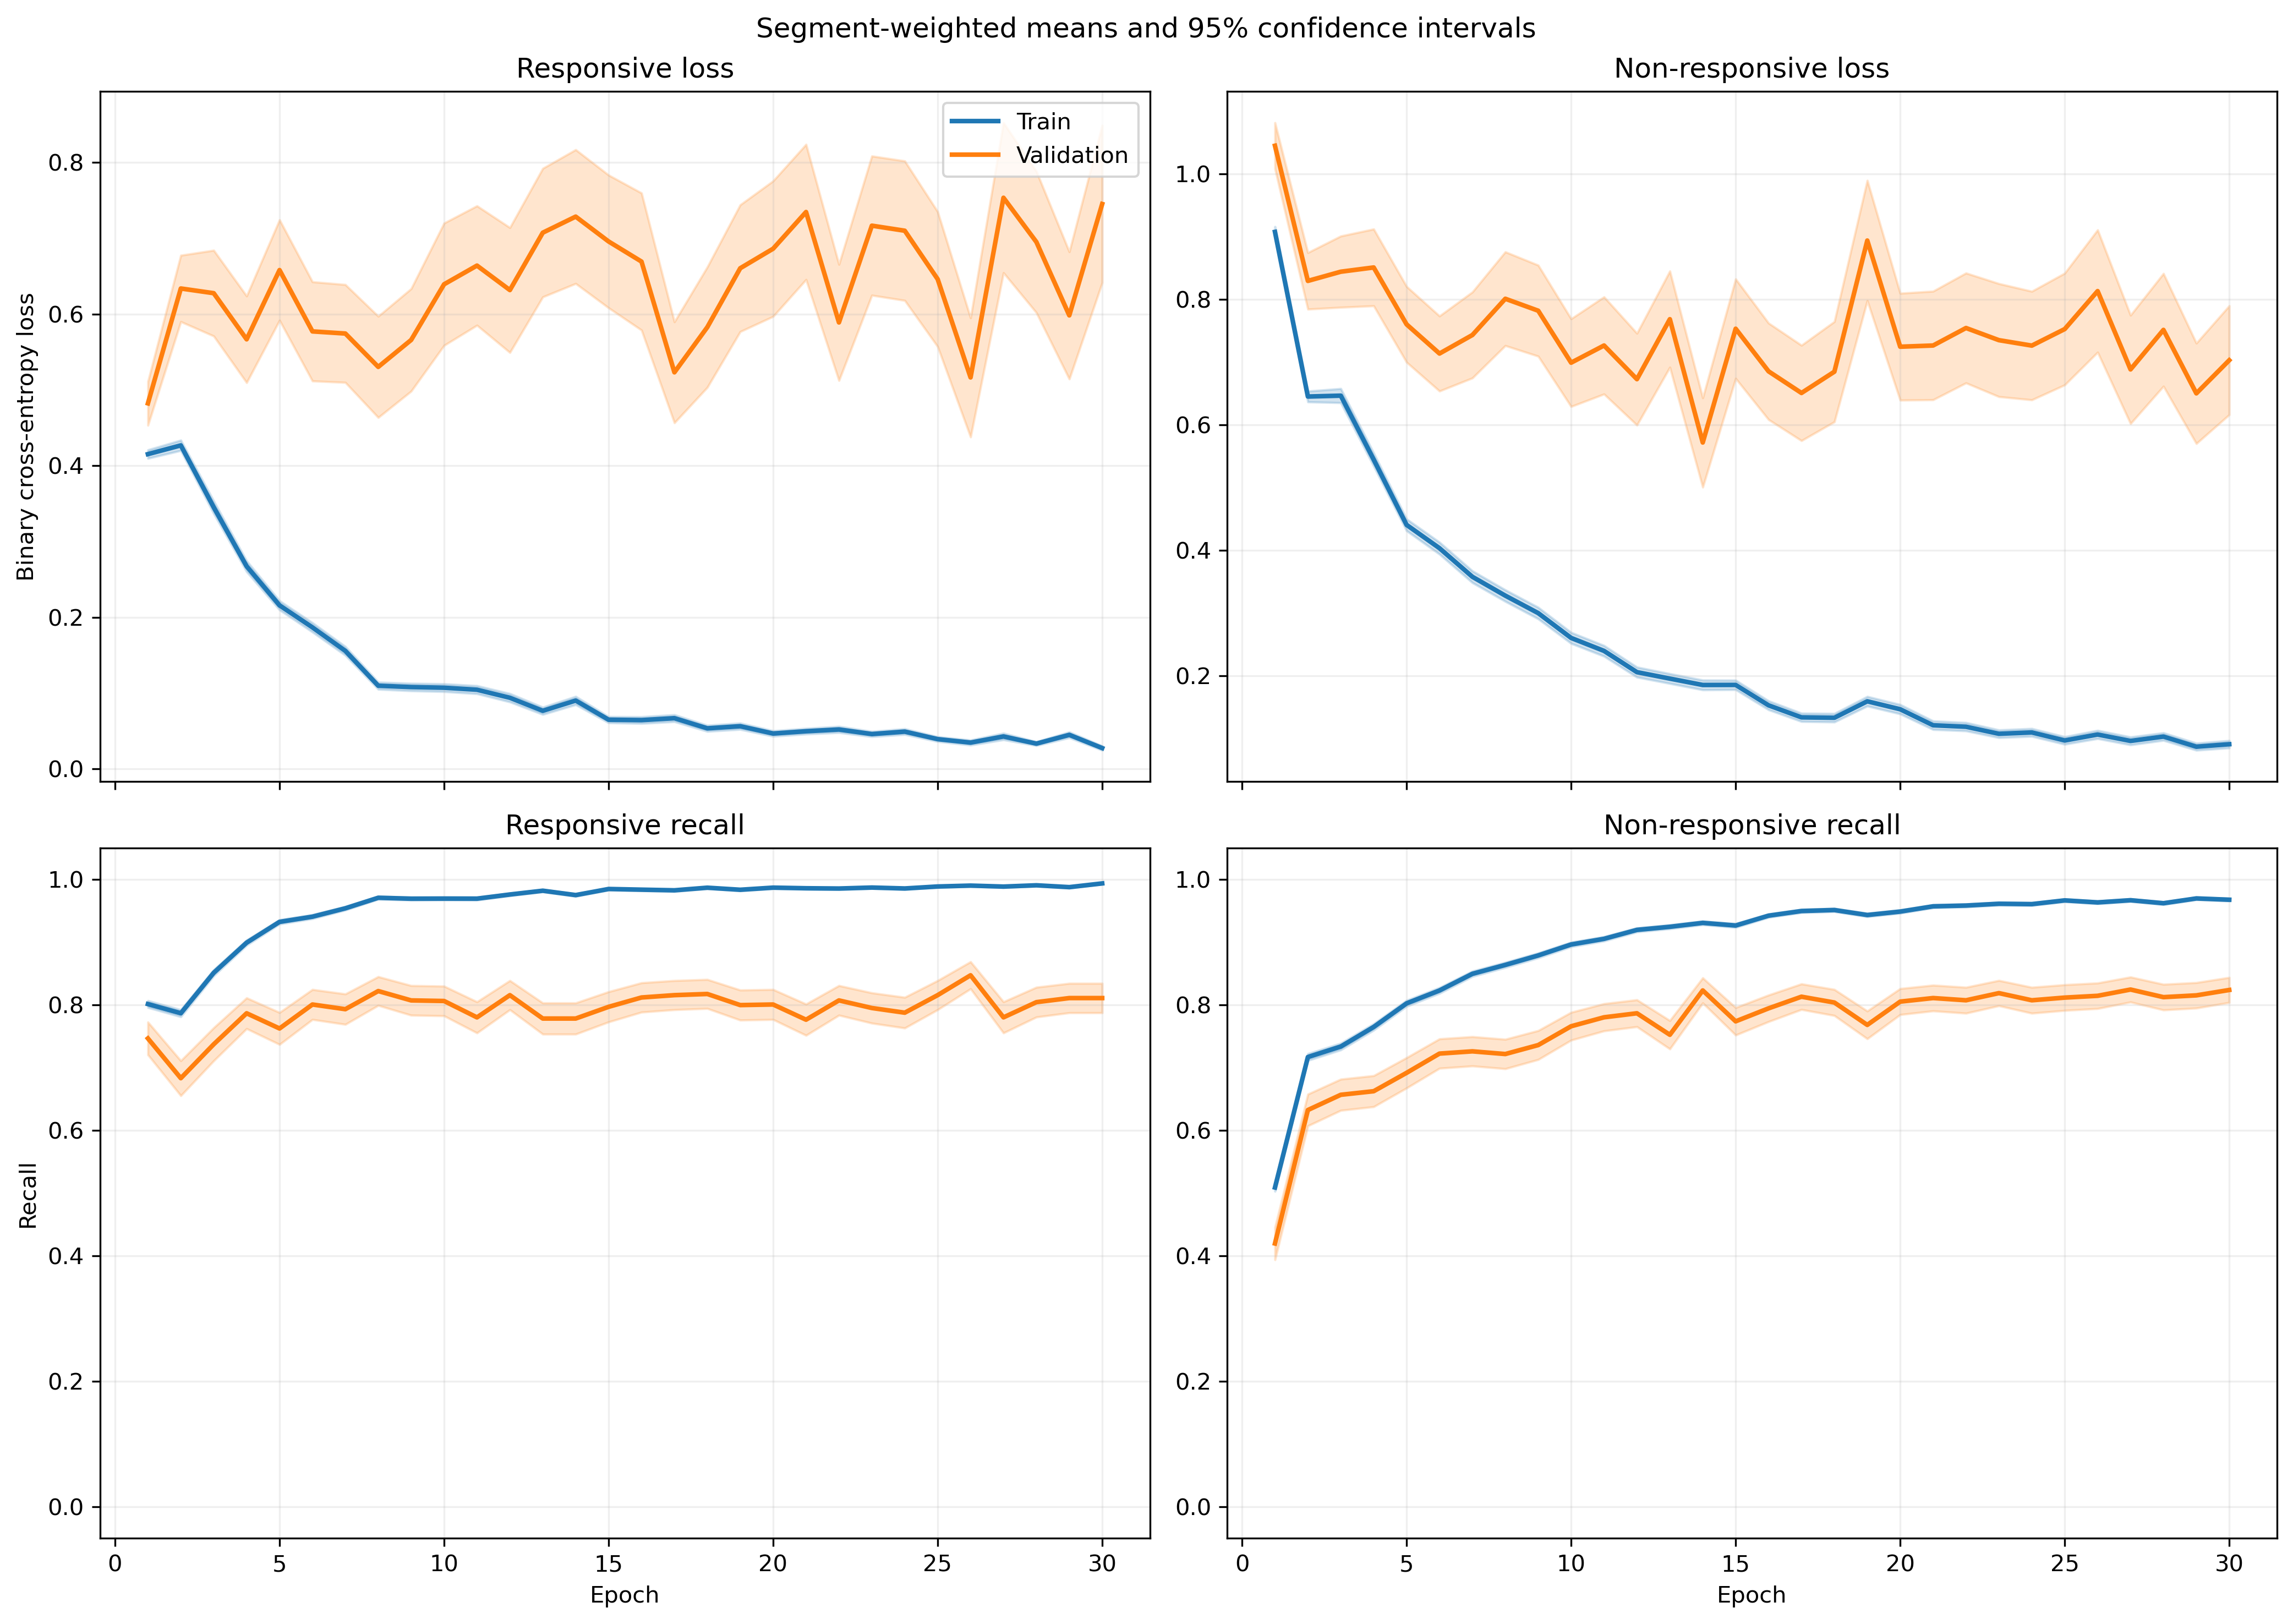 Segment-weighted means and 95% confidence intervals
Responsive loss
Non-responsive loss
Train
Validation
Binary cross-entropy loss
0.8
0.6
0.4
0.2
0.0
1.0
0.8
0.6
0.4
0.2
Responsive recall
Non-responsive recall
Recall
1.0
0.8
0.6
0.4
0.2
0.0
0 5 10 15 20 25 30
Epoch
1.0
0.8
0.6
0.4
0.2
0.0
0 5 10 15 20 25 30
Epoch